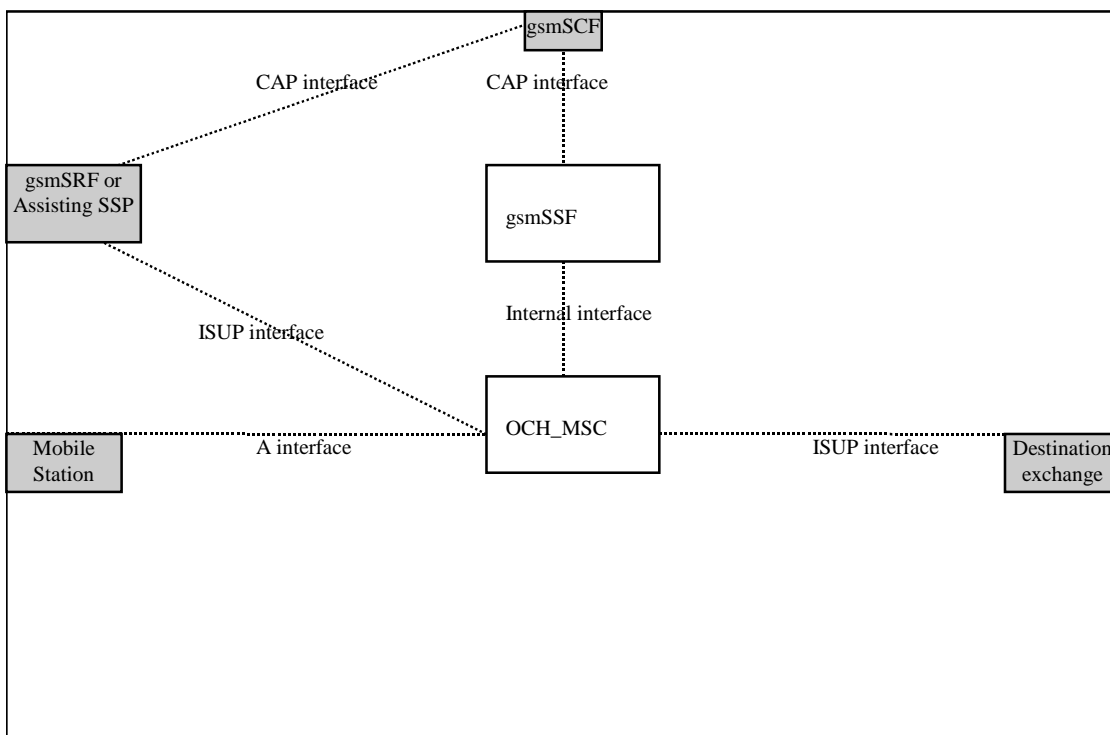 gsmSCF
CAP interface
CAP interface
gsmSRF or
Assisting SSP
gsmSSF
Internal interface
ISUP interface
OCH_MSC
Mobile
Station
A interface
ISUP interface
Destination
exchange